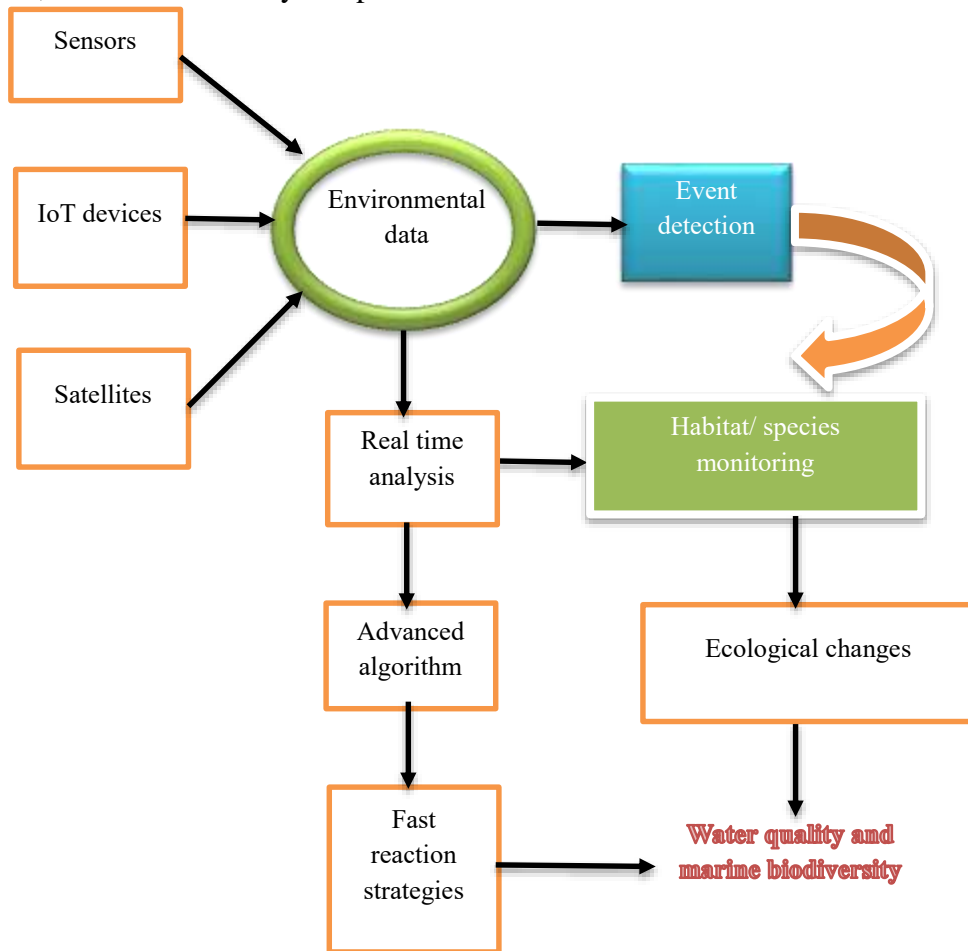 Sensors
IoT devices
Satellites
Environmental
data
Event
detection
Real time
analysis
Habitat/ species
monitoring
Advanced
algorithm
Ecological changes
Fast
reaction
strategies
Water quality and
marine biodiversity